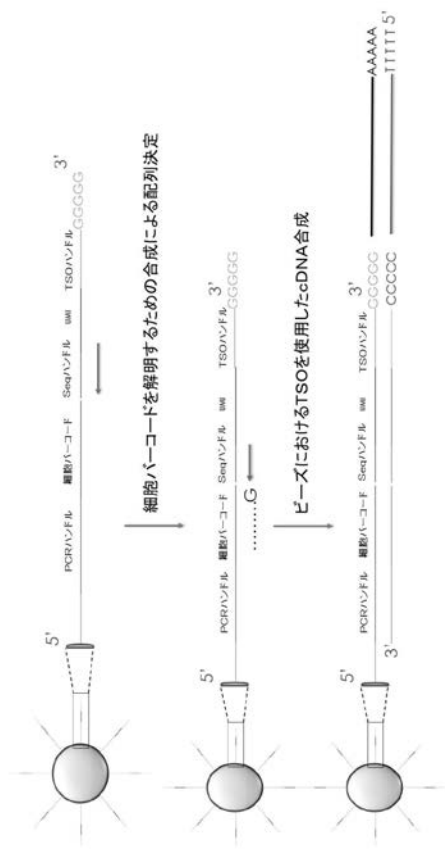 5' PCRハンドル 細胞バーコード Seqハンドル UMI TSOハンドル GGGGG 3'
細胞バーコードを解明するための合成による配列決定
5' PCRハンドル 細胞バーコード Seqハンドル UMI TSOハンドル GGGGG 3'
........G
ビーズにおけるTSOを使用したcDNA合成
5' PCRハンドル 細胞バーコード Seqハンドル UMI TSOハンドル 3' AAAAA
3' CCCCC TTTTT 5'